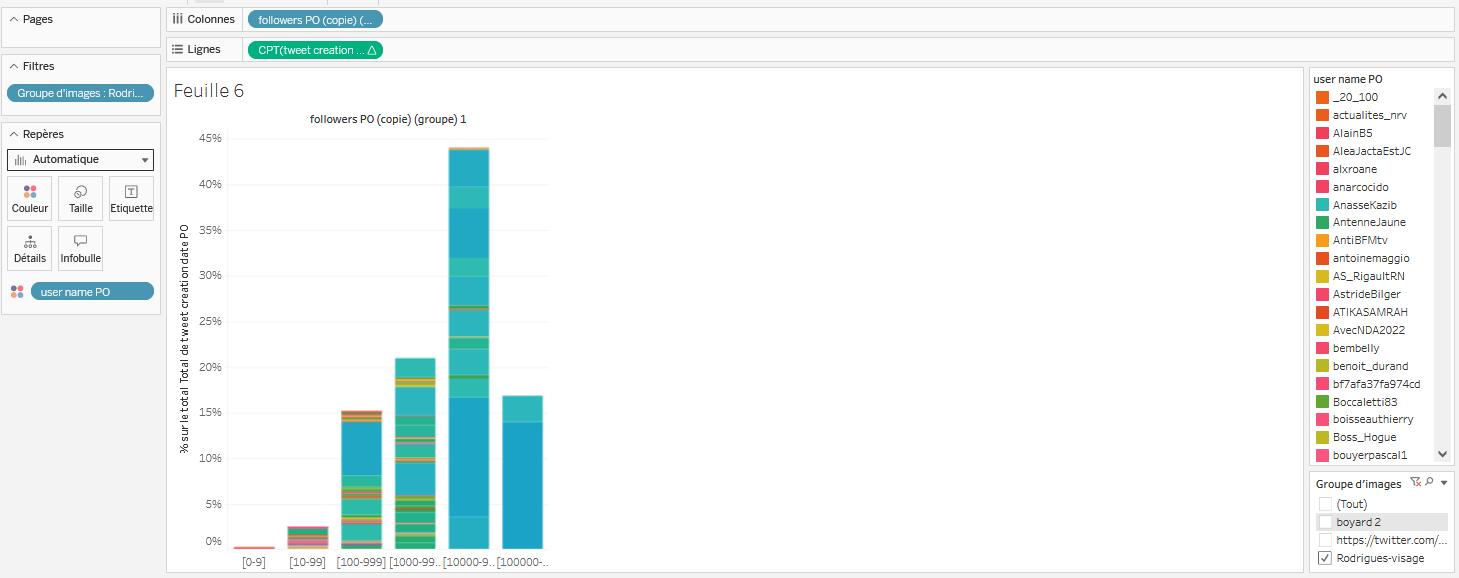 Pages
Colonnes
followers PO (copie) (...
Filtres
Groupe d'images : Rodri...
Lignes
CPT(tweet creation ...
Repères
Automatique
Couleur
Taille
Etiquette
Détails
Infobulle
user name PO
Feuille 6
followers PO (copie) (groupe) 1
% sur le total Total de tweet creation date PO
45%
40%
35%
30%
25%
20%
15%
10%
5%
0%
[0-9]
[10-99]
[100-999]
[1000-99..
[10000-9..
[100000-..
user name PO
_20_100
actualites_nrv
AlainB5
AleaJactaEstJC
alxroane
anarcocido
AnasseKazib
AntenneJaune
AntiBFMtv
antoinemaggio
AS_RigaultRN
AstrideBilger
ATIKASAMRAH
AvecNDA2022
bembelly
benoit_durand
bf7afa37fa974cd
Boccaletti83
boisseauthierry
Boss_Hogue
bouyerpascal1
Groupe d'images
(Tout)
boyard 2
https://twitter.com/...
Rodrigues-visage